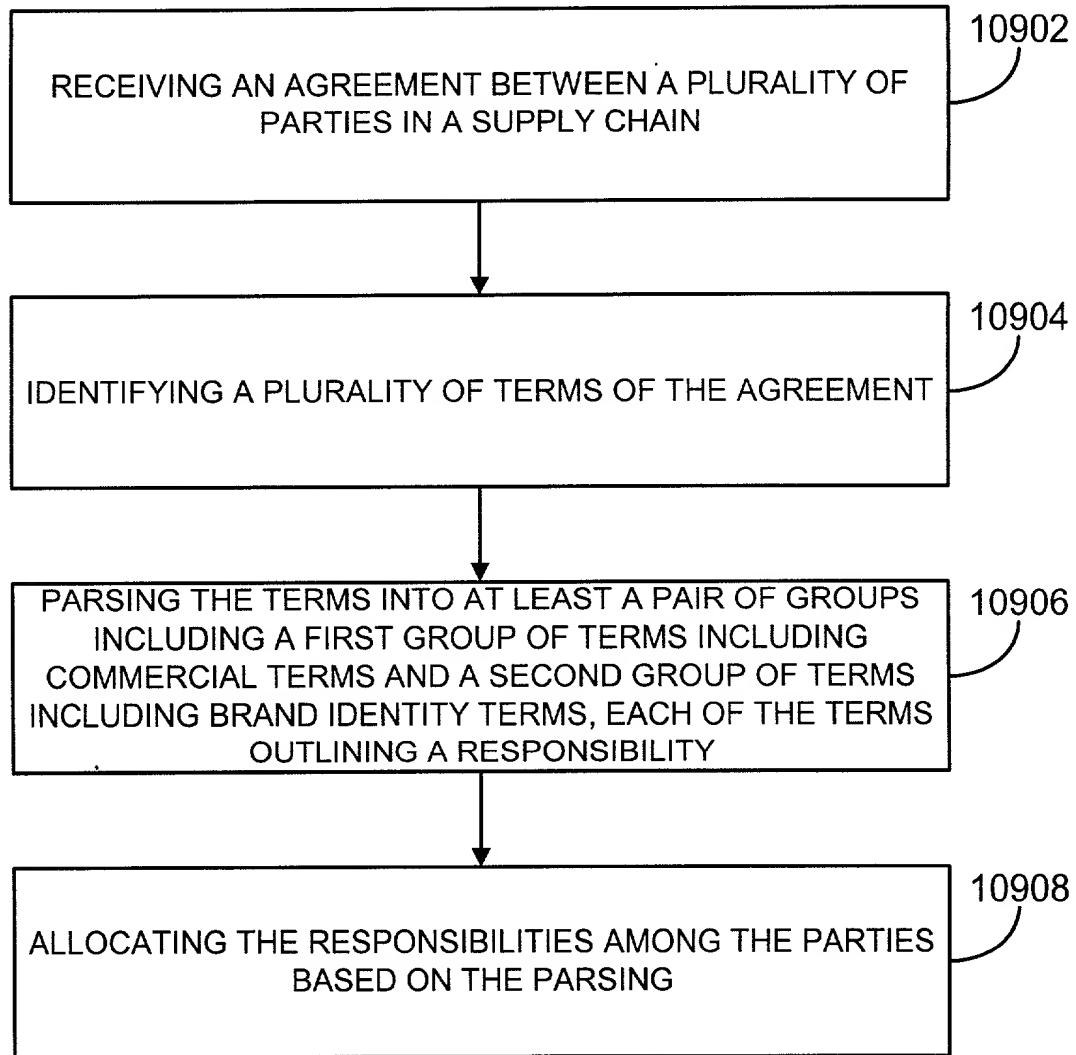 10902
RECEIVING AN AGREEMENT BETWEEN A PLURALITY OF
PARTIES IN A SUPPLY CHAIN
10904
IDENTIFYING A PLURALITY OF TERMS OF THE AGREEMENT
10906
PARSING THE TERMS INTO AT LEAST A PAIR OF GROUPS
INCLUDING A FIRST GROUP OF TERMS INCLUDING
COMMERCIAL TERMS AND A SECOND GROUP OF TERMS
INCLUDING BRAND IDENTITY TERMS, EACH OF THE TERMS
OUTLINING A RESPONSIBILITY
10908
ALLOCATING THE RESPONSIBILITIES AMONG THE PARTIES
BASED ON THE PARSING